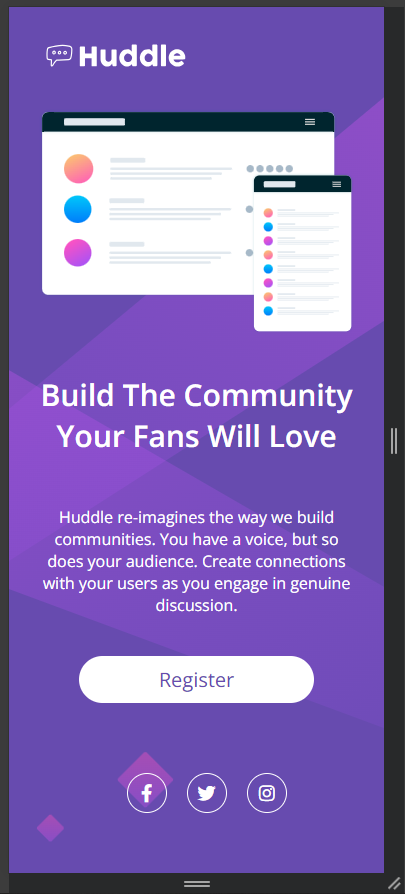 Huddle
Build The Community
Your Fans Will Love
Huddle re-imagines the way we build
communities. You have a voice, but so
does your audience. Create connections
with your users as you engage in genuine
discussion.
Register